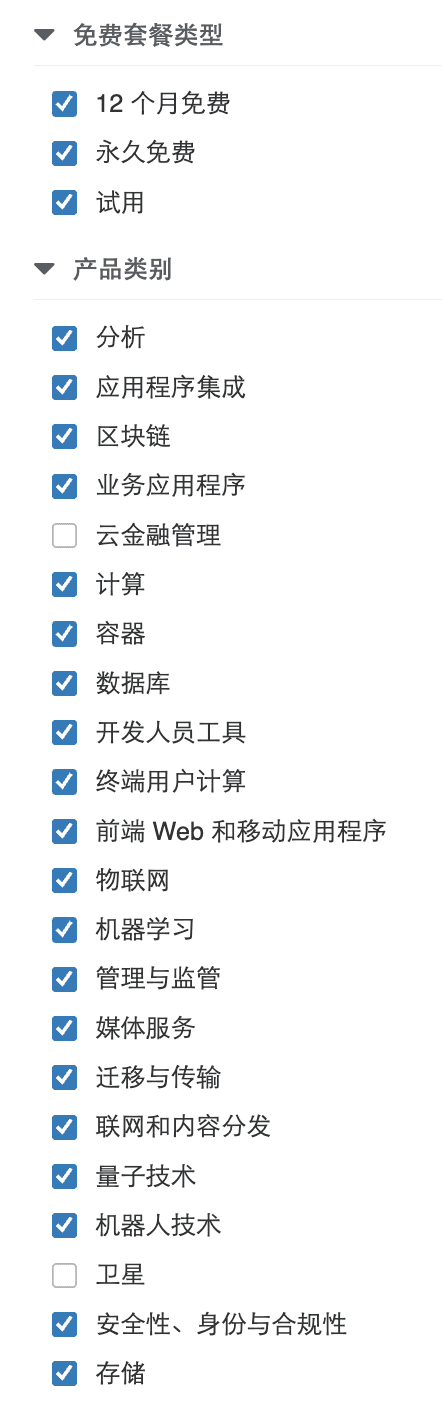 免费套餐类型
12 个月免费
永久免费
试用
产品类别
分析
应用程序集成
区块链
业务应用程序
云金融管理
计算
容器
数据库
开发人员工具
终端用户计算
前端 Web 和移动应用程序
物联网
机器学习
管理与监管
媒体服务
迁移与传输
联网和内容分发
量子技术
机器人技术
卫星
安全性、身份与合规性
存储